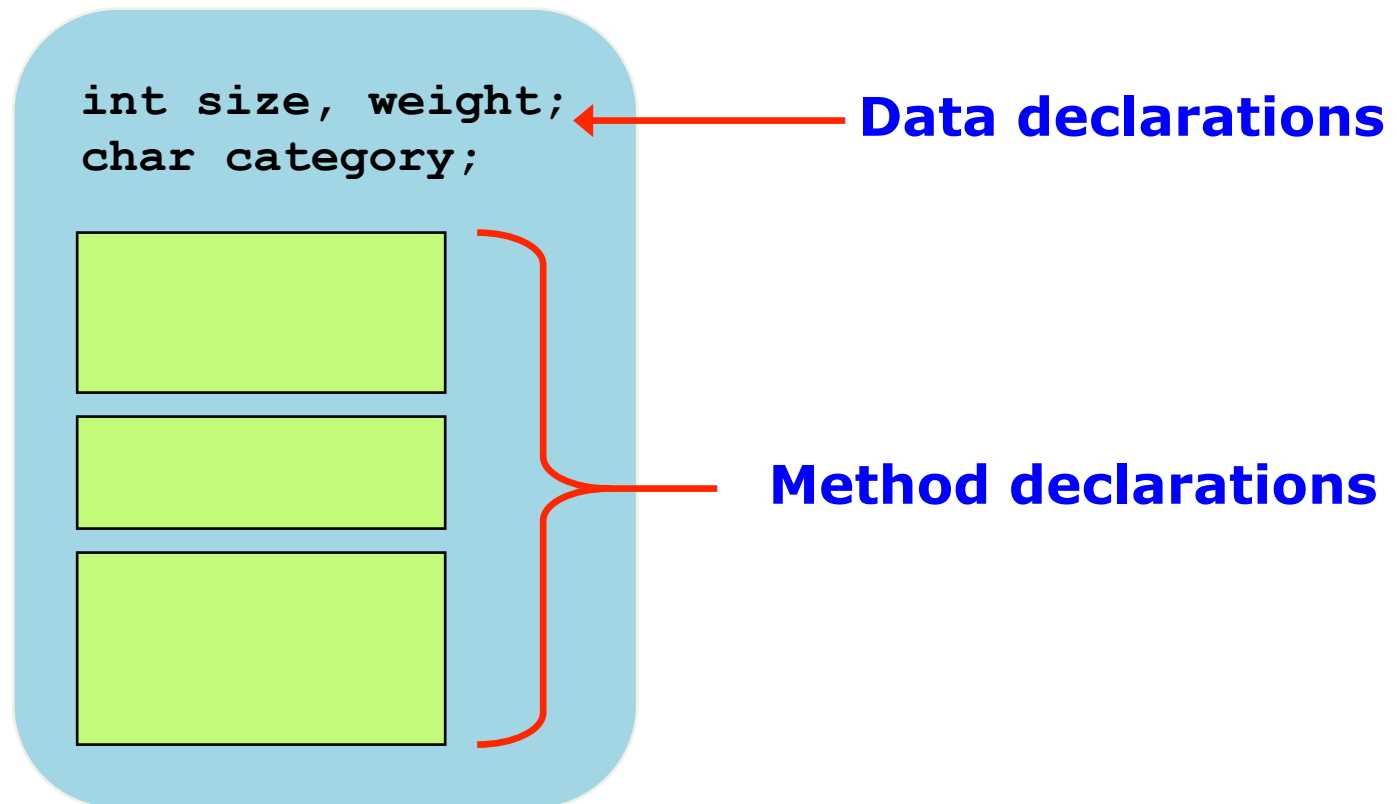 int size, weight;
char category;
Data declarations
Method declarations